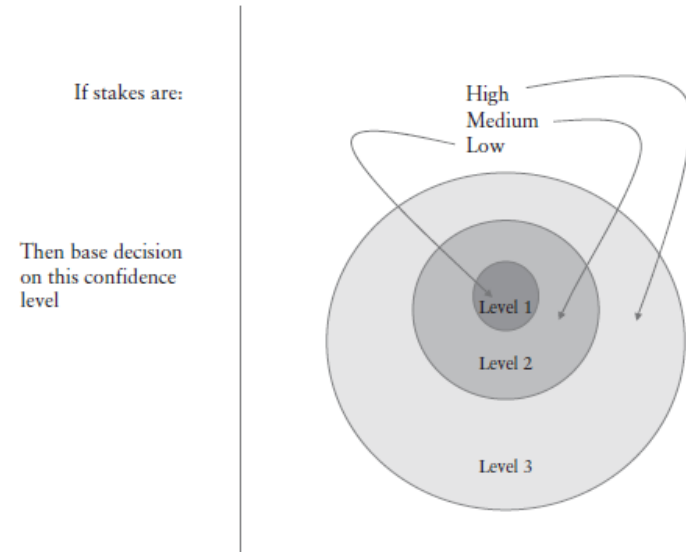 If stakes are:
High
Medium
Low
Then base decision
on this confidence
level
Level 1
Level 2
Level 3